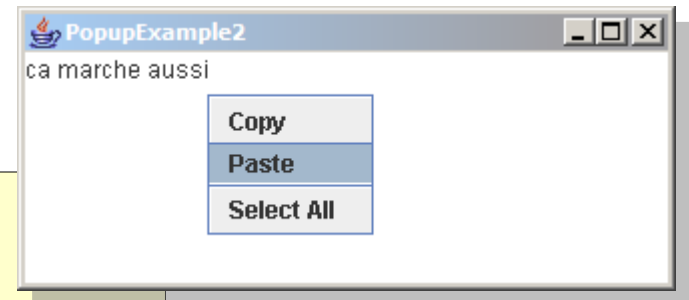 PopupExample2
ca marche aussi
Copy
Paste
Select All